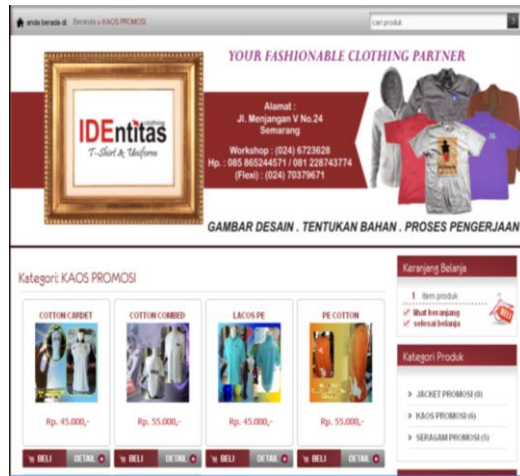 anda berada di: Beranda » KAOS PROMOSI
cari produk
YOUR FASHIONABLE CLOTHING PARTNER
IDEntitas
clothing
T-Shirt & Uniform
Alamat :
Jl. Menjangan V No.24
Semarang
Workshop : (024) 6723628
Hp. : 085 865244571 / 081 228743774
(Flexi) : (024) 70379671
GAMBAR DESAIN . TENTUKAN BAHAN . PROSES PENGERJAAN
Kategori: KAOS PROMOSI
COTTON CARDET
COTTON COMBED
LACOS PE
PE COTTON
Rp. 45.000,-
Rp. 55.000,-
Rp. 45.000,-
Rp. 55.000,-
BELI DETAIL
BELI DETAIL
BELI DETAIL
BELI DETAIL
Keranjang Belanja
1 item produk
lihat keranjang
selesai belanja
BELI
Kategori Produk
JACKET PROMOSI (8)
KAOS PROMOSI (6)
SERAGAM PROMOSI (5)